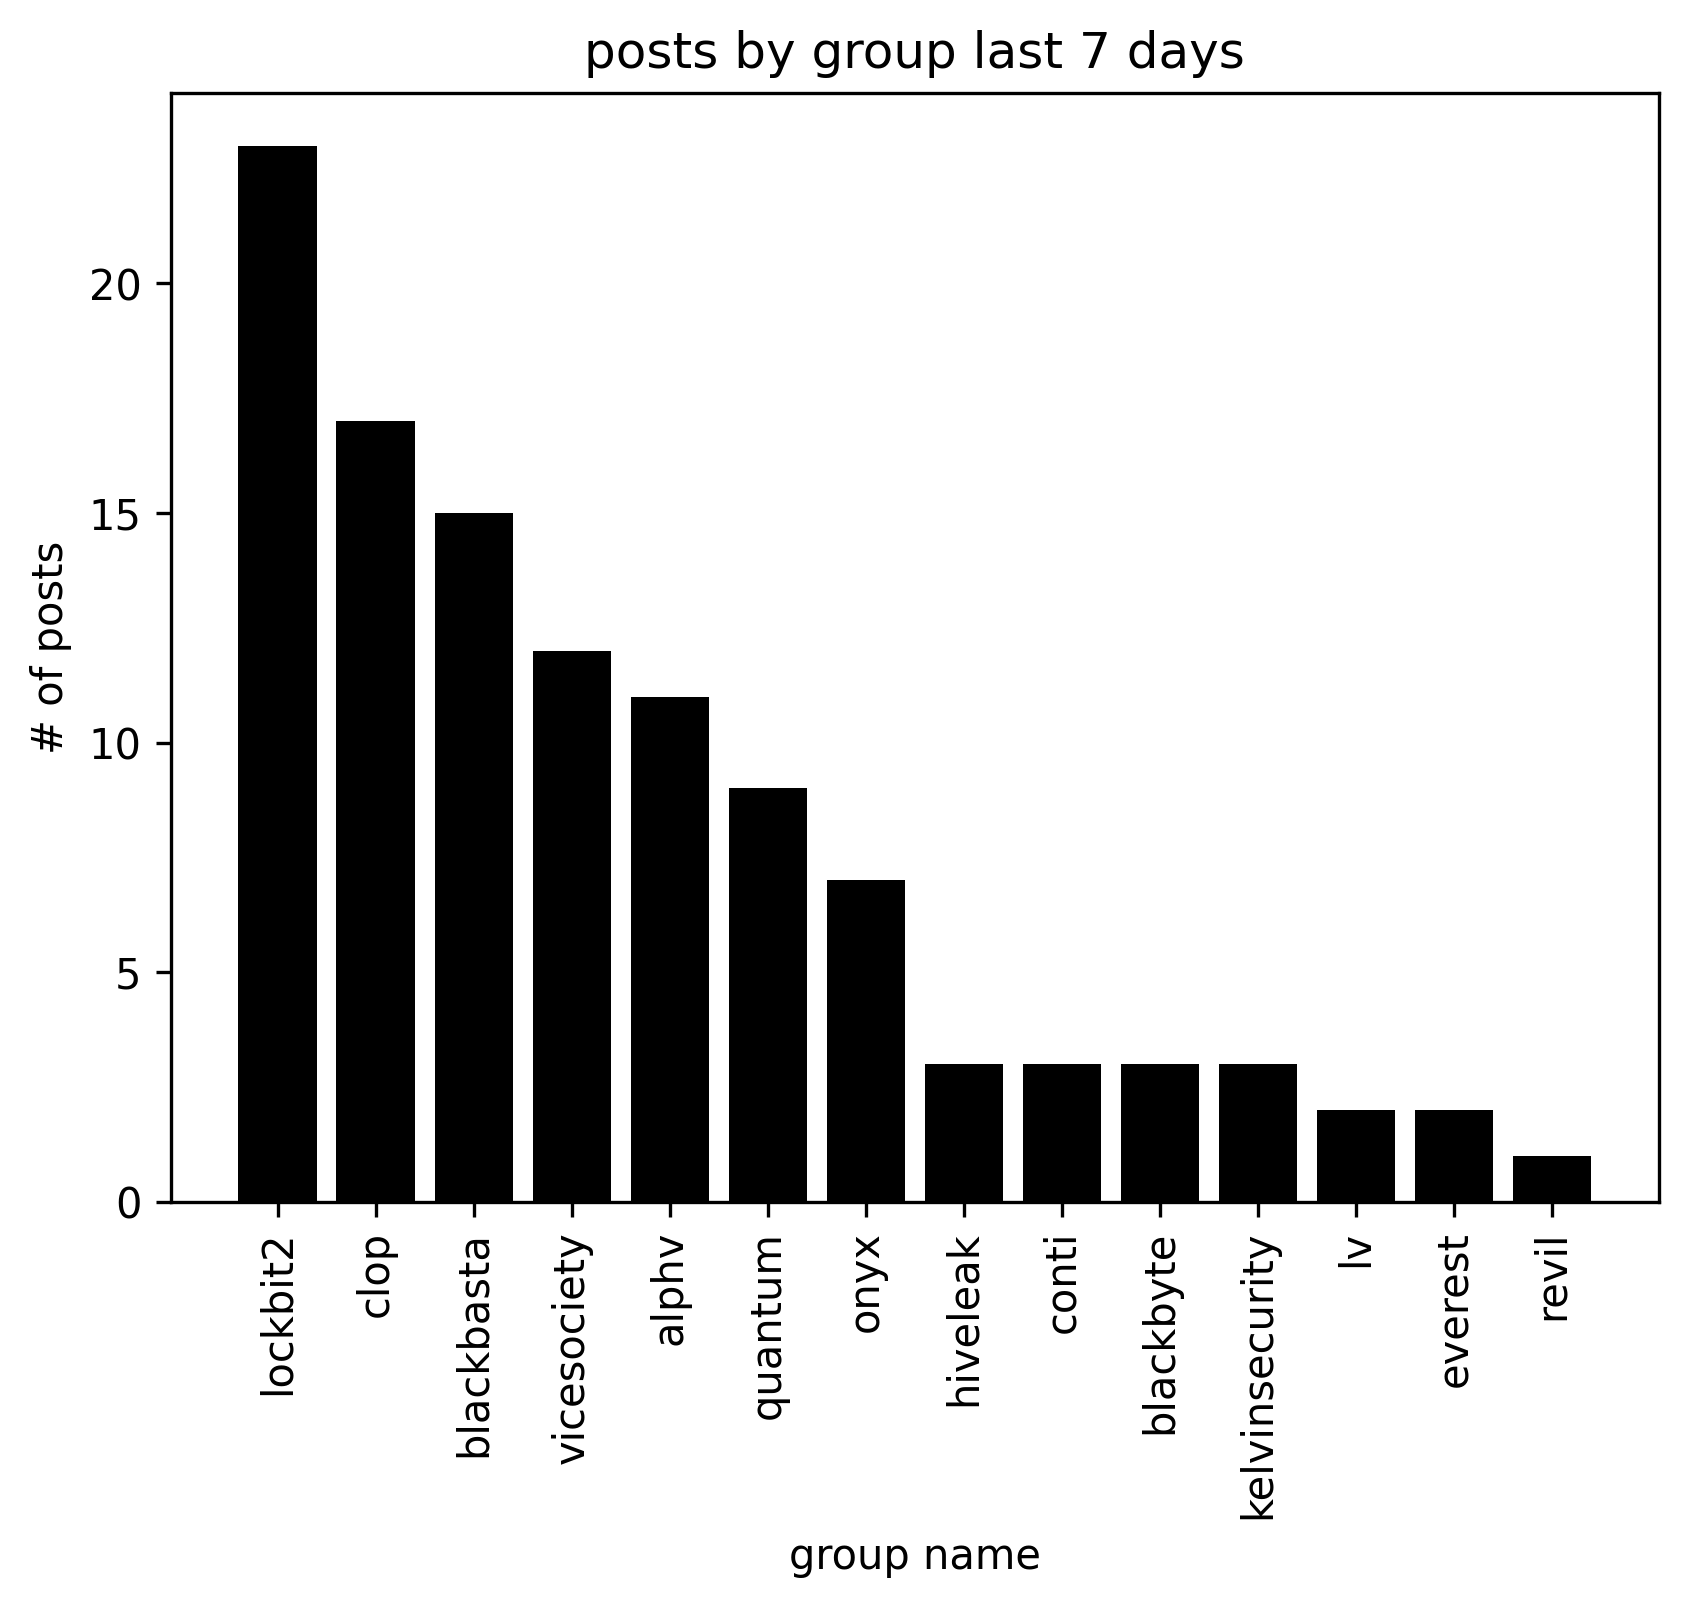 posts by group last 7 days
# of posts
20
15
10
5
0
lockbit2
clop
blackbasta
vicesociety
alphv
quantum
onyx
hiveleak
conti
blackbyte
kelvinsecurity
lv
everest
revil
group name